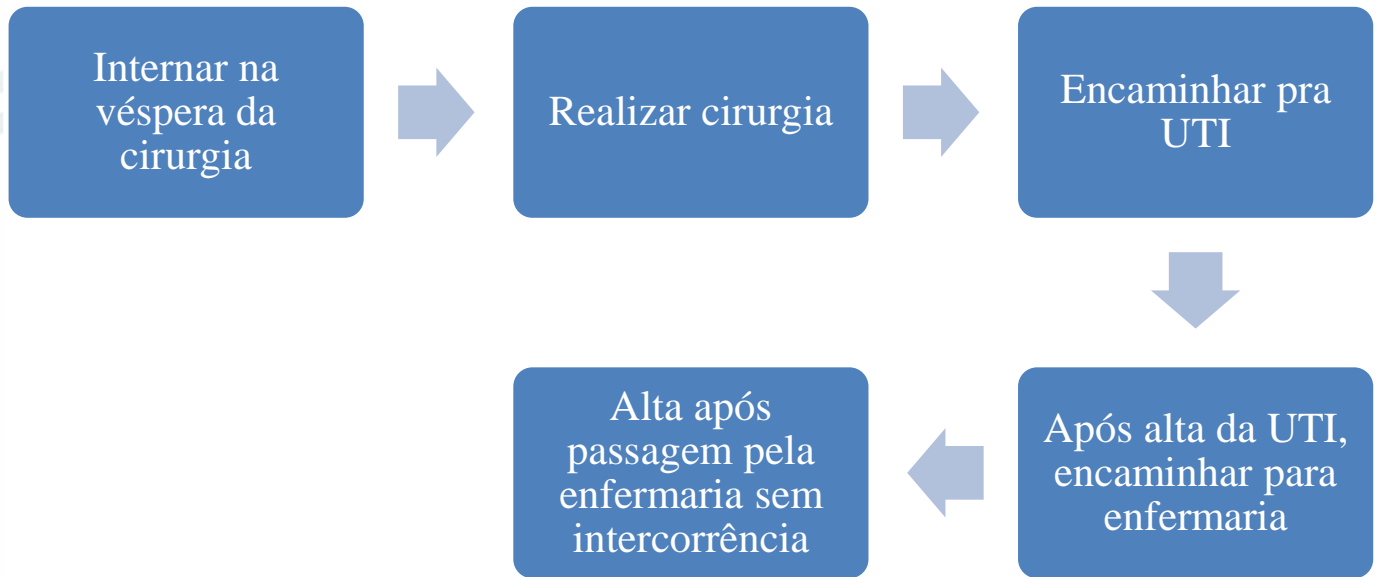 Internar na
véspera da
cirurgia
Realizar cirurgia
Encaminhar pra
UTI
Após alta da UTI,
encaminhar para
enfermaria
Alta após
passagem pela
enfermaria sem
intercorrência